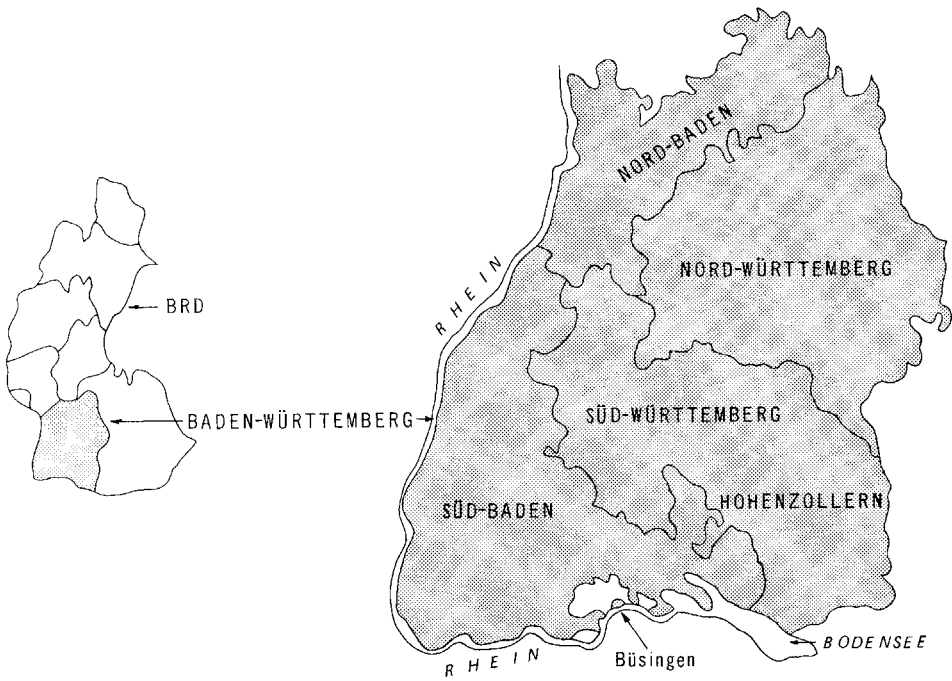 NORD-BADEN
RHEIN
NORD-WÜRTTEMBERG
BRD
BADEN-WÜRTTEMBERG
SÜD-WÜRTTEMBERG
SÜD-BADEN
HOHENZOLLERN
RHEIN
Büsingen
BODENSEE